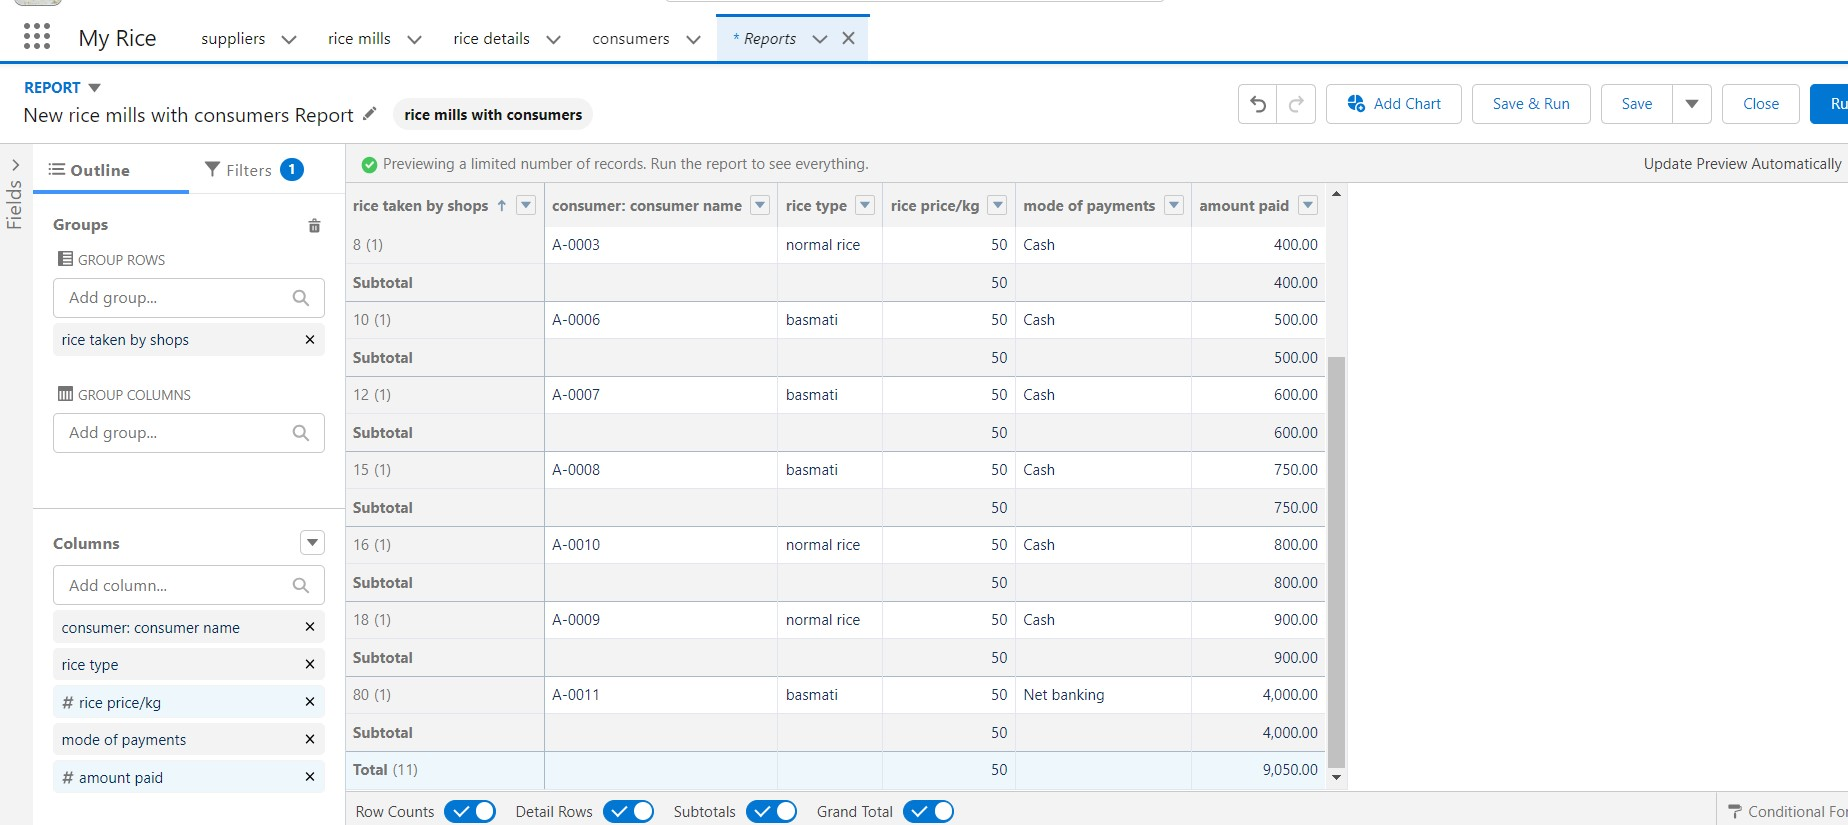 My Rice suppliers rice mills rice details consumers * Reports
REPORT
New rice mills with consumers Report rice mills with consumers
Add Chart Save & Run Save Close Ru
Fields
Outline Filters 1
Previewing a limited number of records. Run the report to see everything. Update Preview Automatically
Groups
GROUP ROWS
Add group...
rice taken by shops
GROUP COLUMNS
Add group...
Columns
Add column...
consumer: consumer name
rice type
# rice price/kg
mode of payments
# amount paid
rice taken by shops consumer: consumer name rice type rice price/kg mode of payments amount paid
8 (1) A-0003 normal rice 50 Cash 400.00
Subtotal 50 400.00
10 (1) A-0006 basmati 50 Cash 500.00
Subtotal 50 500.00
12 (1) A-0007 basmati 50 Cash 600.00
Subtotal 50 600.00
15 (1) A-0008 basmati 50 Cash 750.00
Subtotal 50 750.00
16 (1) A-0010 normal rice 50 Cash 800.00
Subtotal 50 800.00
18 (1) A-0009 normal rice 50 Cash 900.00
Subtotal 50 900.00
80 (1) A-0011 basmati 50 Net banking 4,000.00
Subtotal 50 4,000.00
Total (11) 50 9,050.00
Row Counts Detail Rows Subtotals Grand Total Conditional For